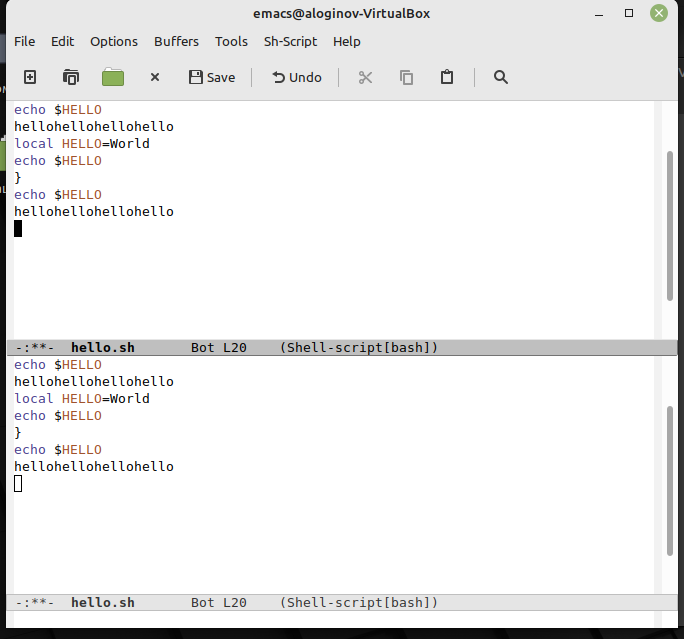 emacs@aloginov-VirtualBox
File Edit Options Buffers Tools Sh-Script Help
Save Undo
echo $HELLO
hellohellohellohello
local HELLO=World
echo $HELLO
}
echo $HELLO
hellohellohellohello
-:**- hello.sh Bot L20 (Shell-script[bash])
echo $HELLO
hellohellohellohello
local HELLO=World
echo $HELLO
}
echo $HELLO
hellohellohellohello
-:**- hello.sh Bot L20 (Shell-script[bash])